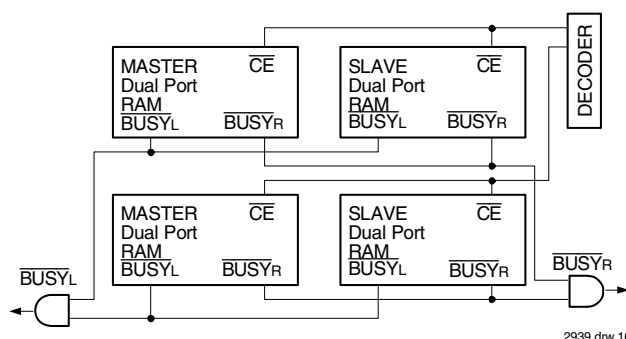 MASTER
Dual Port
RAM
CE
BUSYL
BUSYR
SLAVE
Dual Port
RAM
CE
BUSYL
BUSYR
DECODER
MASTER
Dual Port
RAM
CE
BUSYL
BUSYR
SLAVE
Dual Port
RAM
CE
BUSYL
BUSYR
BUSYL
BUSYR